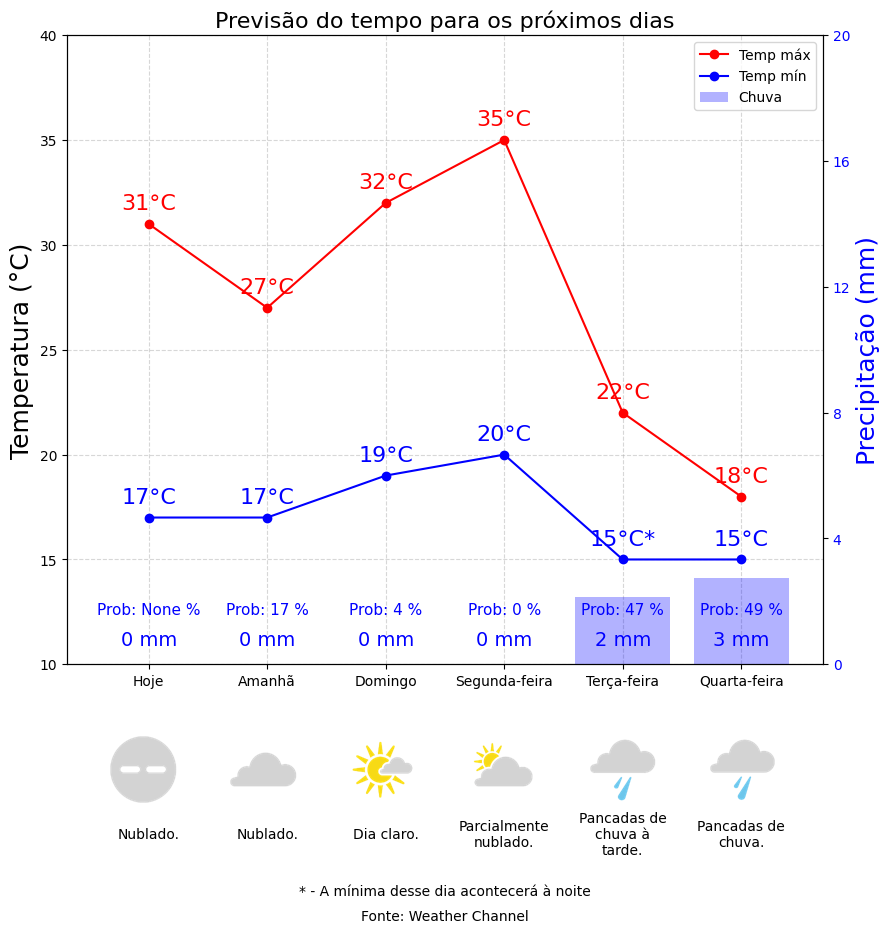 Previsão do tempo para os próximos dias
Temperatura (°C)
Precipitação (mm)
40
35
30
25
20
15
10
20
16
12
8
4
0
Temp máx
Temp mín
Chuva
31°C
27°C
32°C
35°C
22°C
18°C
17°C
17°C
19°C
20°C
15°C*
15°C
Prob: None %
Prob: 17 %
Prob: 4 %
Prob: 0 %
Prob: 47 %
Prob: 49 %
0 mm
0 mm
0 mm
0 mm
2 mm
3 mm
Hoje
Amanhã
Domingo
Segunda-feira
Terça-feira
Quarta-feira
Nublado.
Nublado.
Dia claro.
Parcialmente
nublado.
Pancadas de
chuva à
tarde.
Pancadas de
chuva.
* - A mínima desse dia acontecerá à noite
Fonte: Weather Channel